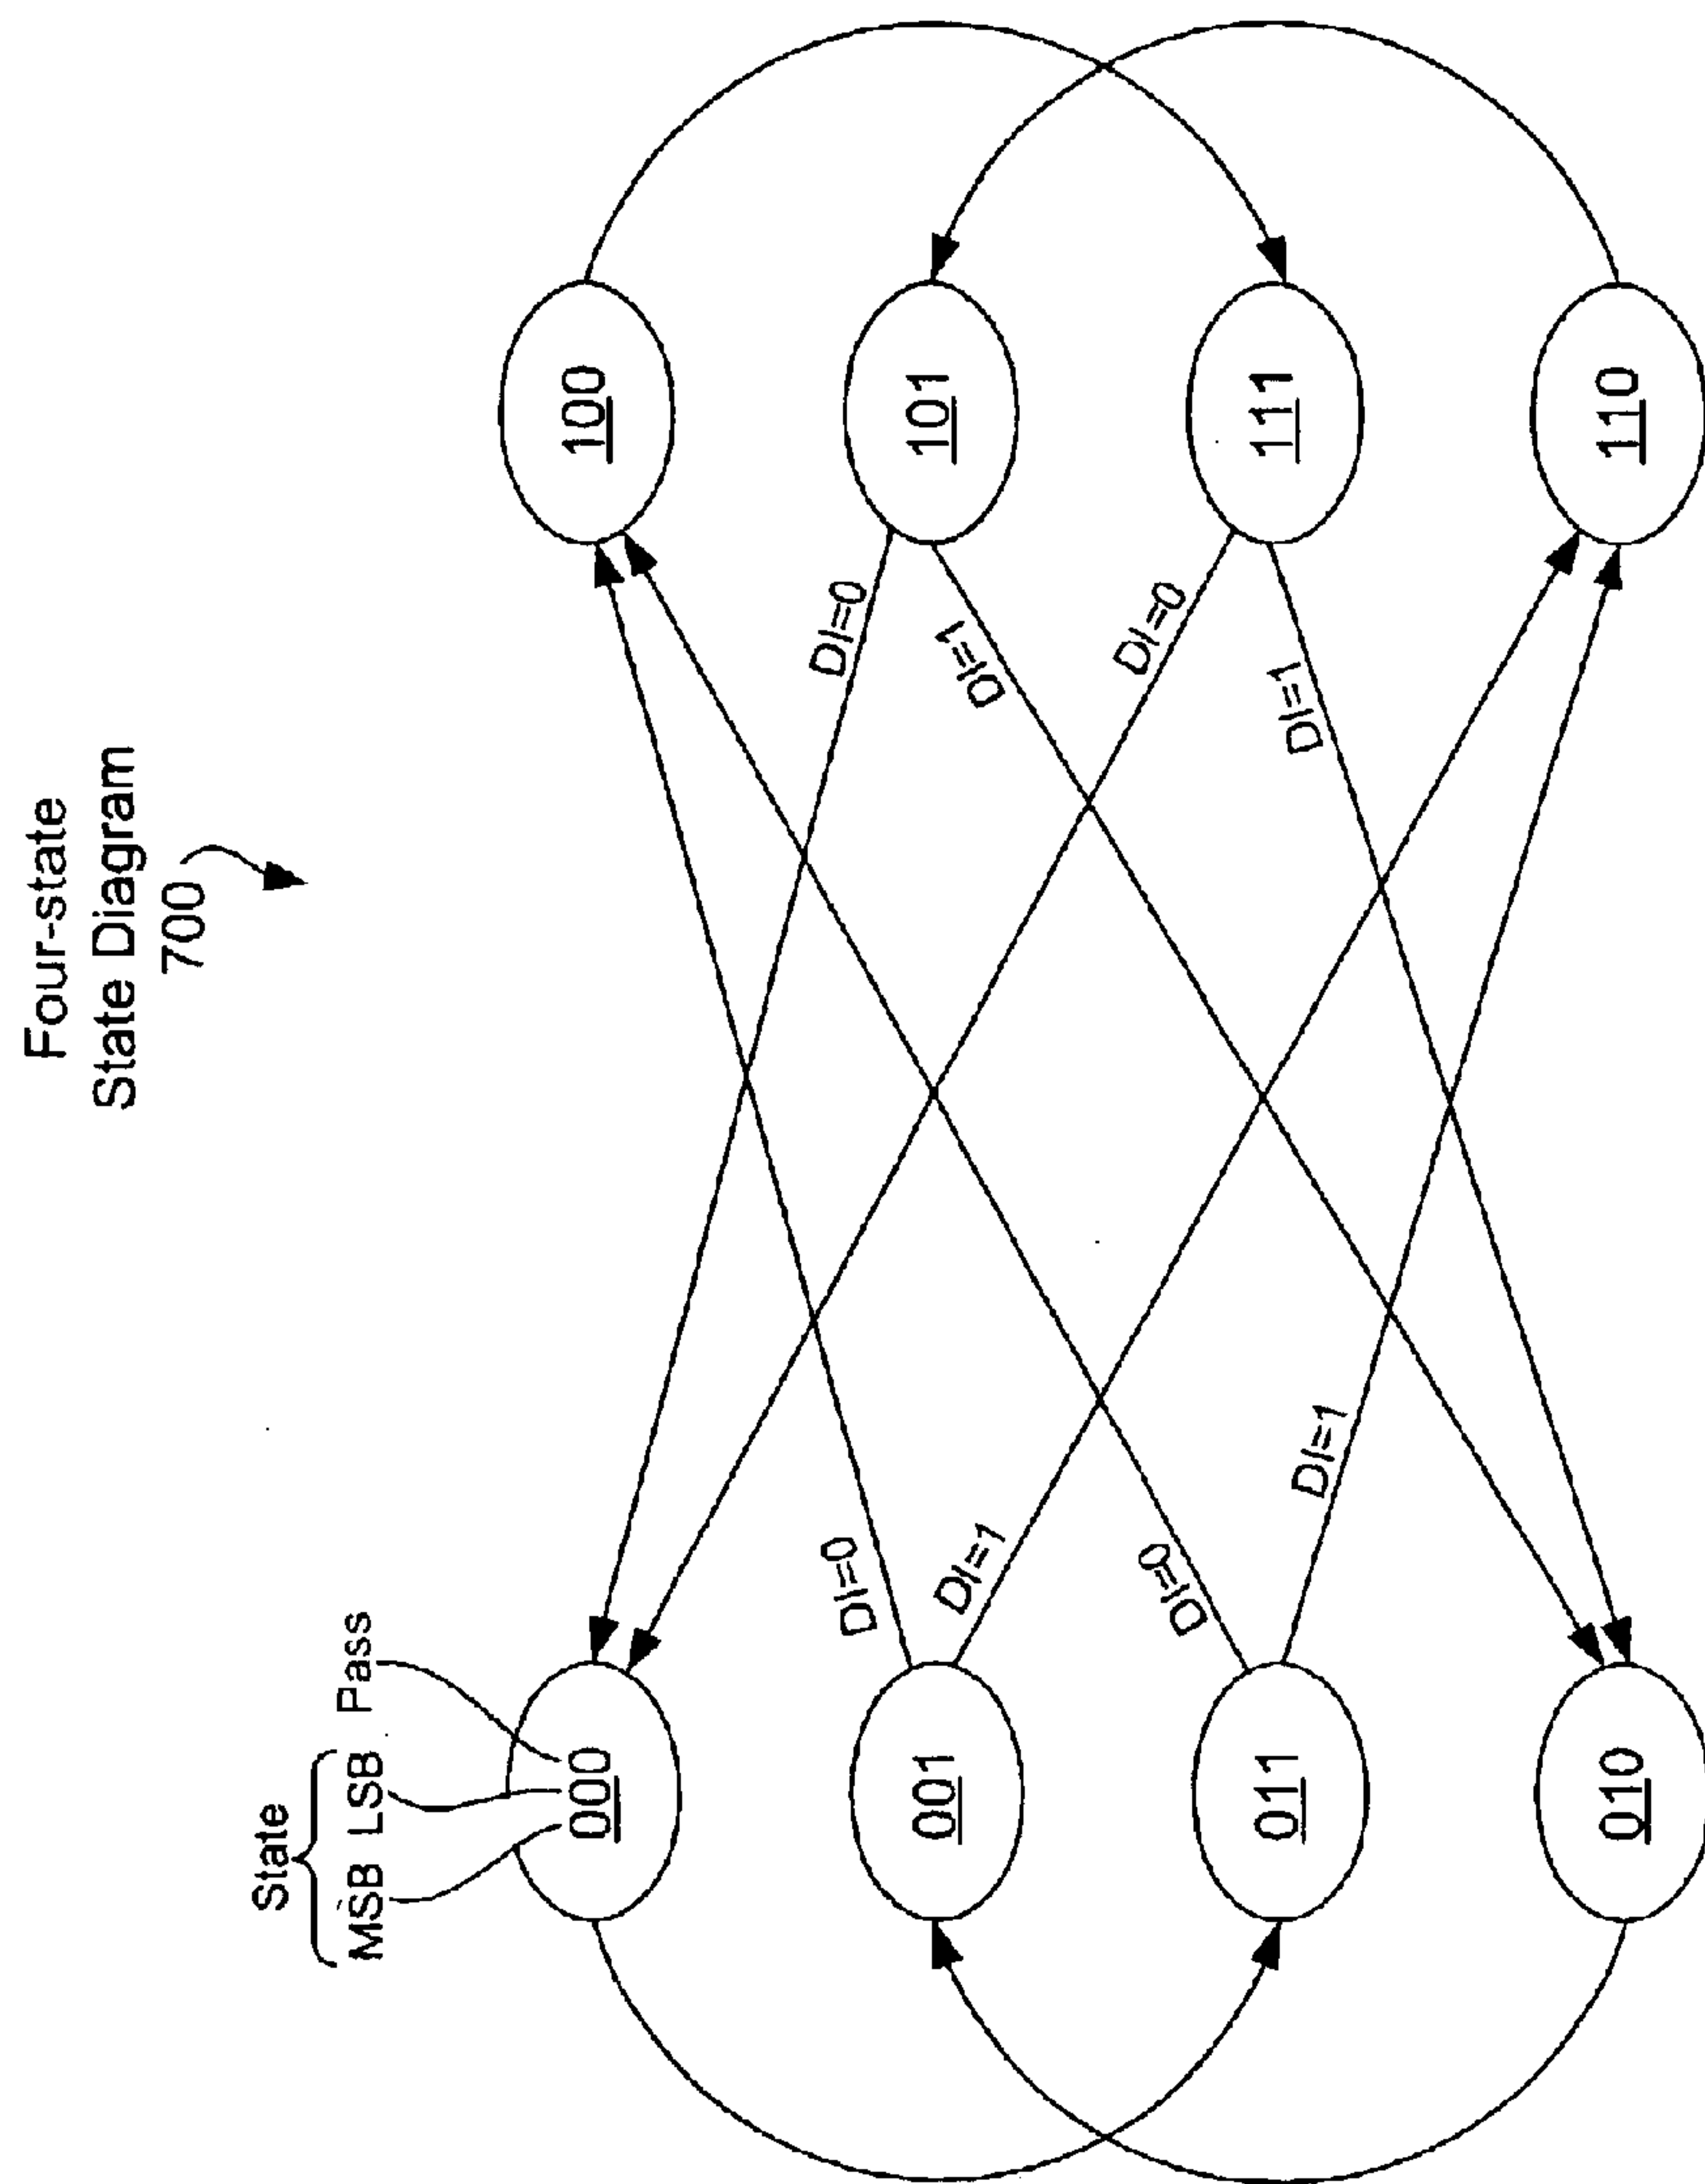 Four-state
State Diagram
700
State
MSB LSB Pass
000
100
DI=0
DI=0
001
DI=1
DI=1
101
DI=0
DI=0
011
DI=1
DI=1
111
010
110